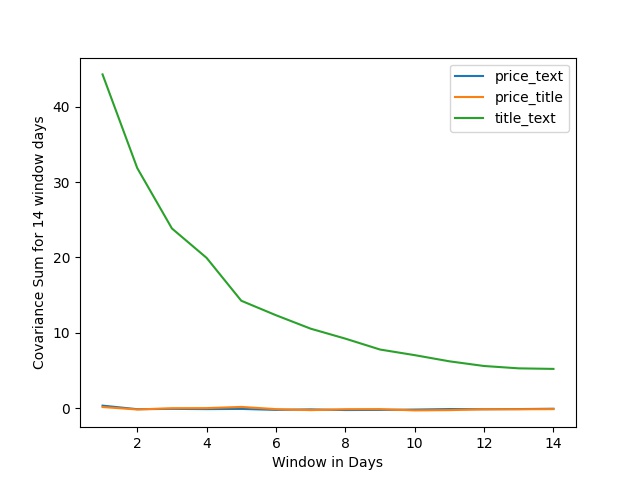 price_text
price_title
title_text
40
30
20
10
0
Covariance Sum for 14 window days
2 4 6 8 10 12 14
Window in Days